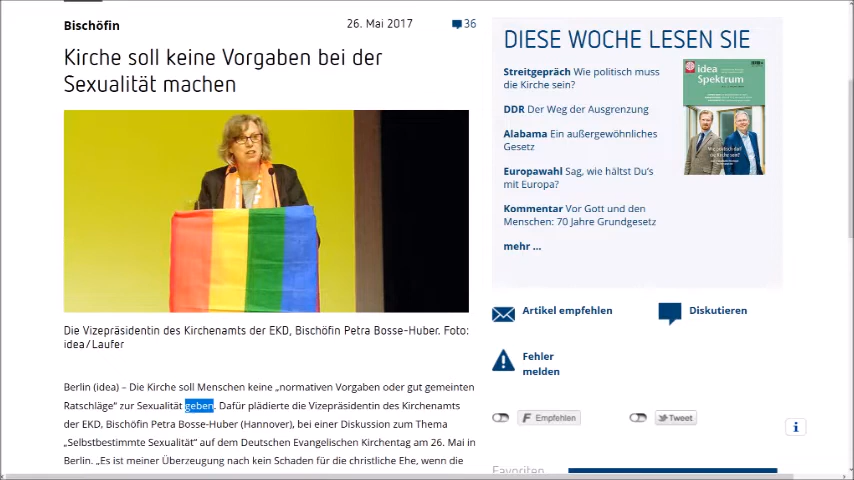 Bischöfin
26. Mai 2017
36
Kirche soll keine Vorgaben bei der
Sexualität machen
Die Vizepräsidentin des Kirchenamts der EKD, Bischöfin Petra Bosse-Huber. Foto:
idea/Laufer
Berlin (idea) – Die Kirche soll Menschen keine „normativen Vorgaben oder gut gemeinten
Ratschläge“ zur Sexualität geben. Dafür plädierte die Vizepräsidentin des Kirchenamts
der EKD, Bischöfin Petra Bosse-Huber (Hannover), bei einer Diskussion zum Thema
„Selbstbestimmte Sexualität“ auf dem Deutschen Evangelischen Kirchentag am 26. Mai in
Berlin. „Es ist meiner Überzeugung nach kein Schaden für die christliche Ehe, wenn die
DIESE WOCHE LESEN SIE
Streitgespräch Wie politisch muss
die Kirche sein?
DDR Der Weg der Ausgrenzung
Alabama Ein außergewöhnliches
Gesetz
Europawahl Sag, wie hältst Du's
mit Europa?
Kommentar Vor Gott und den
Menschen: 70 Jahre Grundgesetz
mehr ...
idea
Spektrum
Artikel empfehlen
Diskutieren
Fehler
melden
Empfehlen
Tweet
i
Favoriten